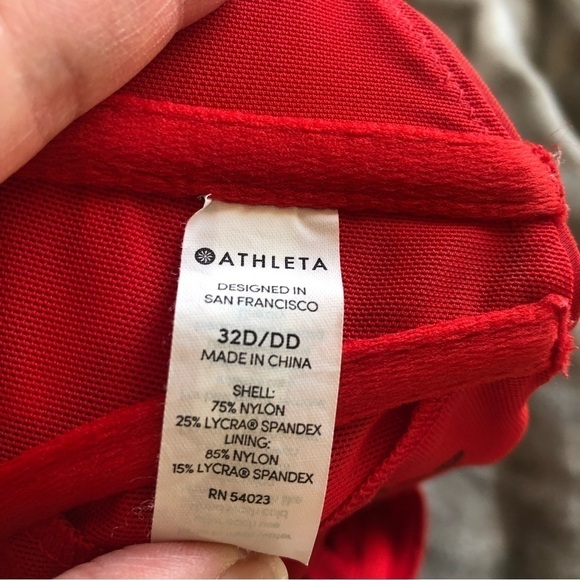 ATHLETA
DESIGNED IN
SAN FRANCISCO
32D/DD
MADE IN CHINA
SHELL:
75% NYLON
25% LYCRA® SPANDEX
LINING:
85% NYLON
15% LYCRA® SPANDEX
RN 54023